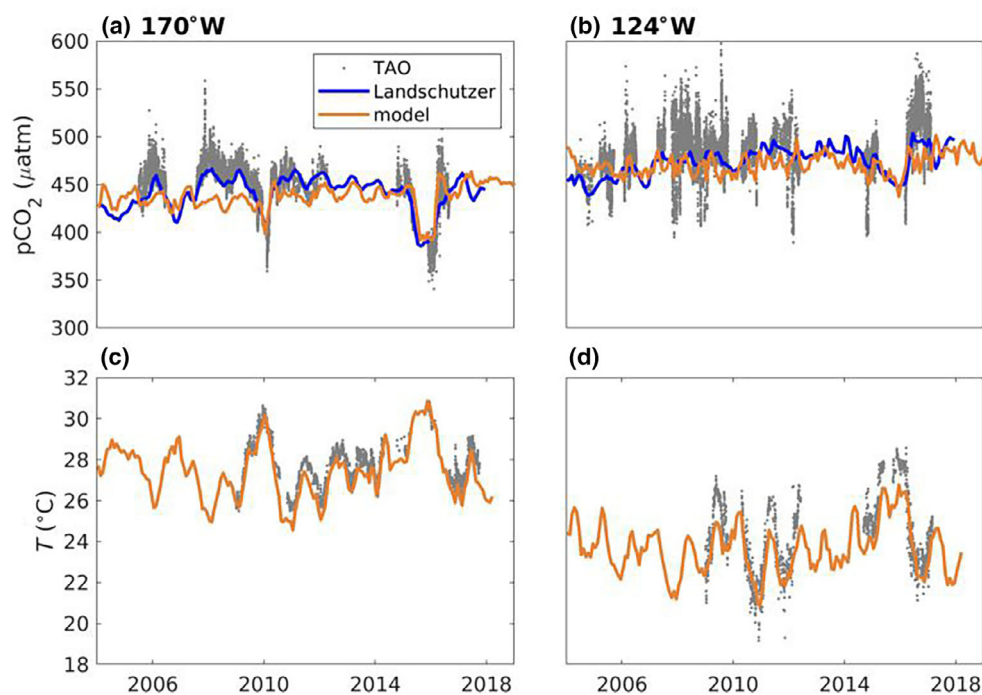 (a) 170°W
(b) 124°W
600
550
500
450
400
350
300
pCO₂ (μatm)
TAO
Landschutzer
model
(c)
(d)
32
30
28
26
24
22
20
18
T (°C)
2006
2010
2014
2018
2006
2010
2014
2018